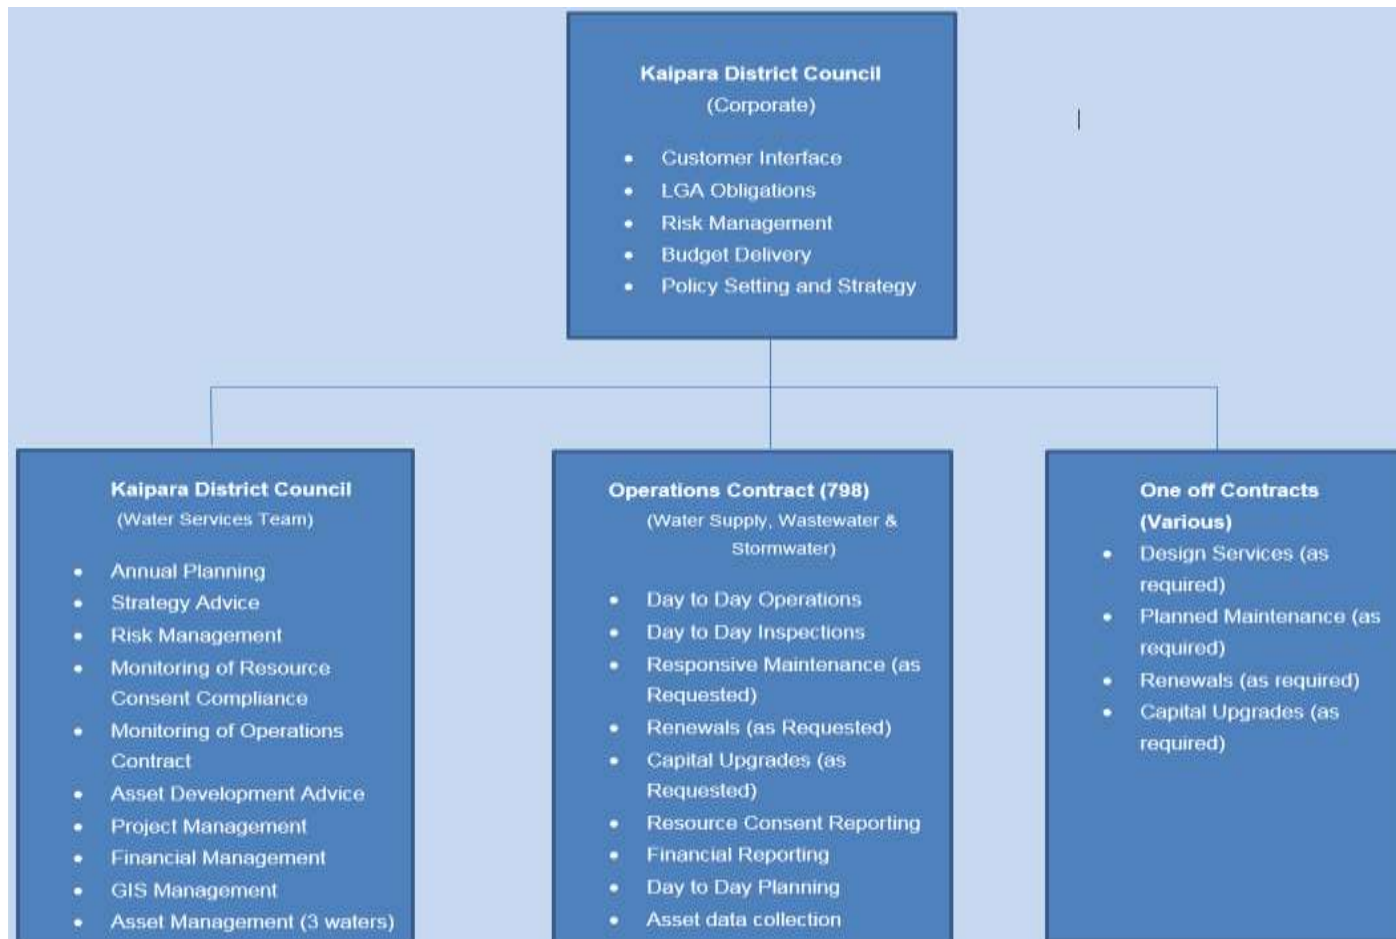 Kaipara District Council
(Corporate)
• Customer Interface
• LGA Obligations
• Risk Management
• Budget Delivery
• Policy Setting and Strategy
Kaipara District Council
(Water Services Team)
• Annual Planning
• Strategy Advice
• Risk Management
• Monitoring of Resource
Consent Compliance
• Monitoring of Operations
Contract
• Asset Development Advice
• Project Management
• Financial Management
• GIS Management
• Asset Management (3 waters)
Operations Contract (798)
(Water Supply, Wastewater &
Stormwater)
• Day to Day Operations
• Day to Day Inspections
• Responsive Maintenance (as
Requested)
• Renewals (as Requested)
• Capital Upgrades (as
Requested)
• Resource Consent Reporting
• Financial Reporting
• Day to Day Planning
• Asset data collection
One off Contracts
(Various)
• Design Services (as
required)
• Planned Maintenance (as
required)
• Renewals (as required)
• Capital Upgrades (as
required)